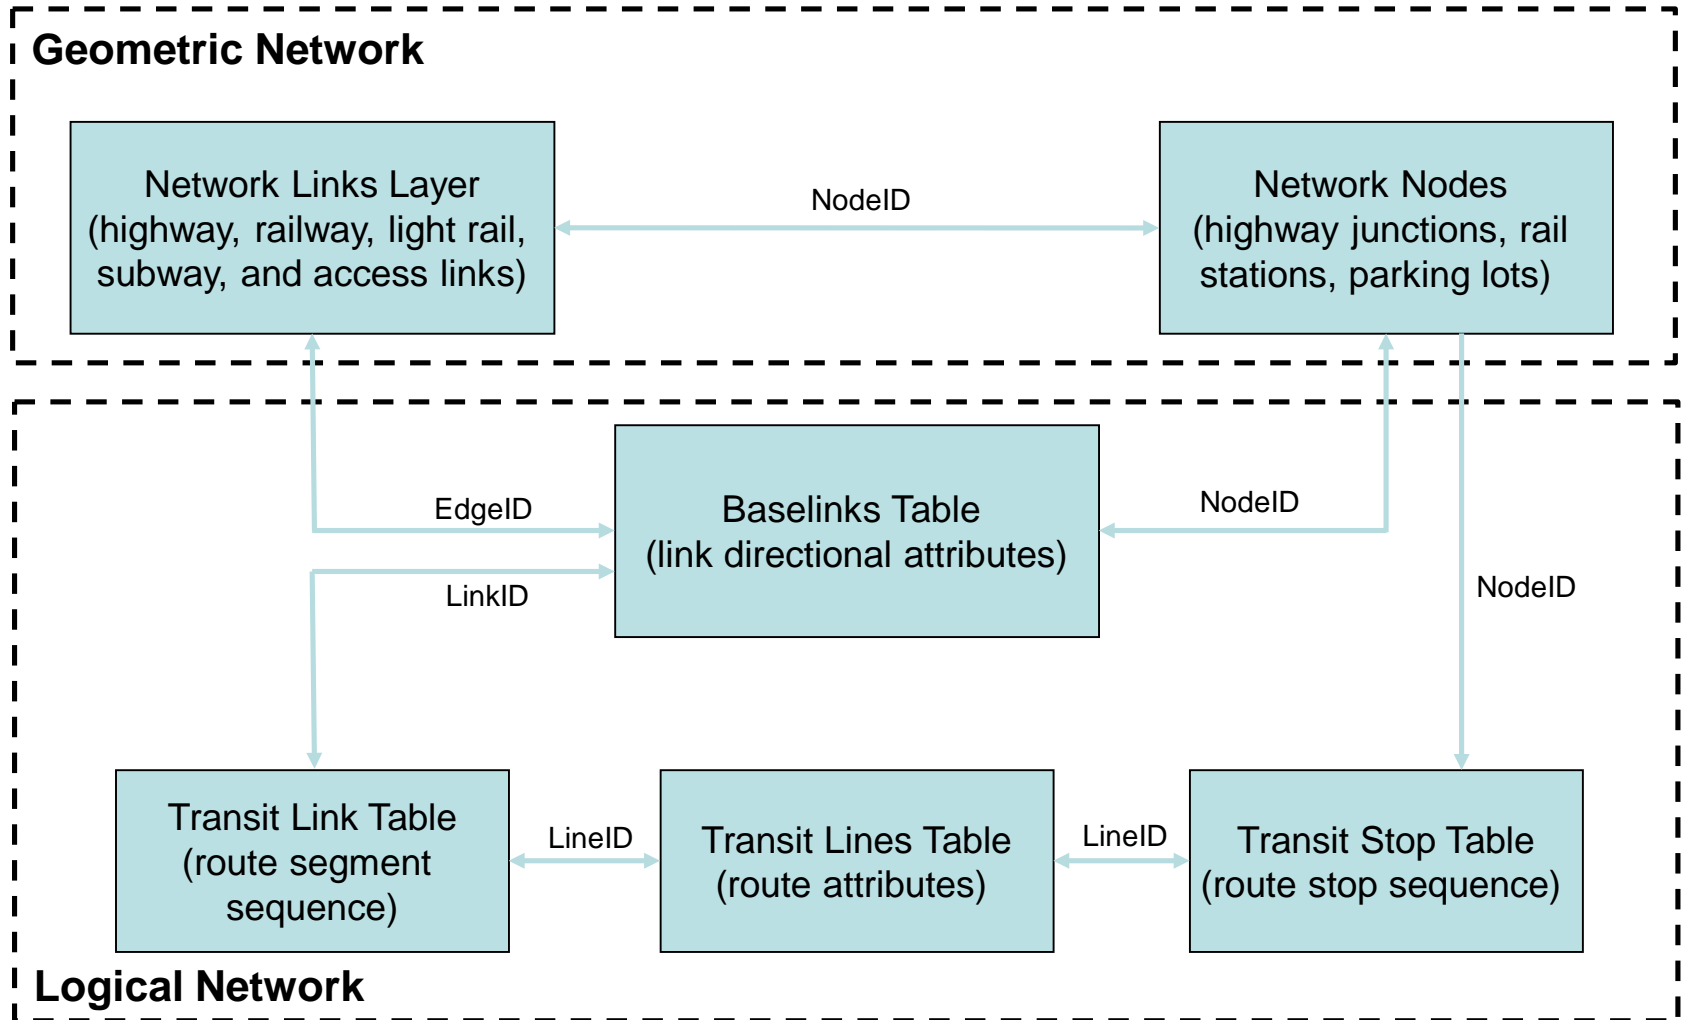 Geometric Network
Network Links Layer
(highway, railway, light rail,
subway, and access links)
NodeID
Network Nodes
(highway junctions, rail
stations, parking lots)
EdgeID
Baselinks Table
(link directional attributes)
NodeID
LinkID
NodeID
Transit Link Table
(route segment
sequence)
LineID
Transit Lines Table
(route attributes)
LineID
Transit Stop Table
(route stop sequence)
Logical Network